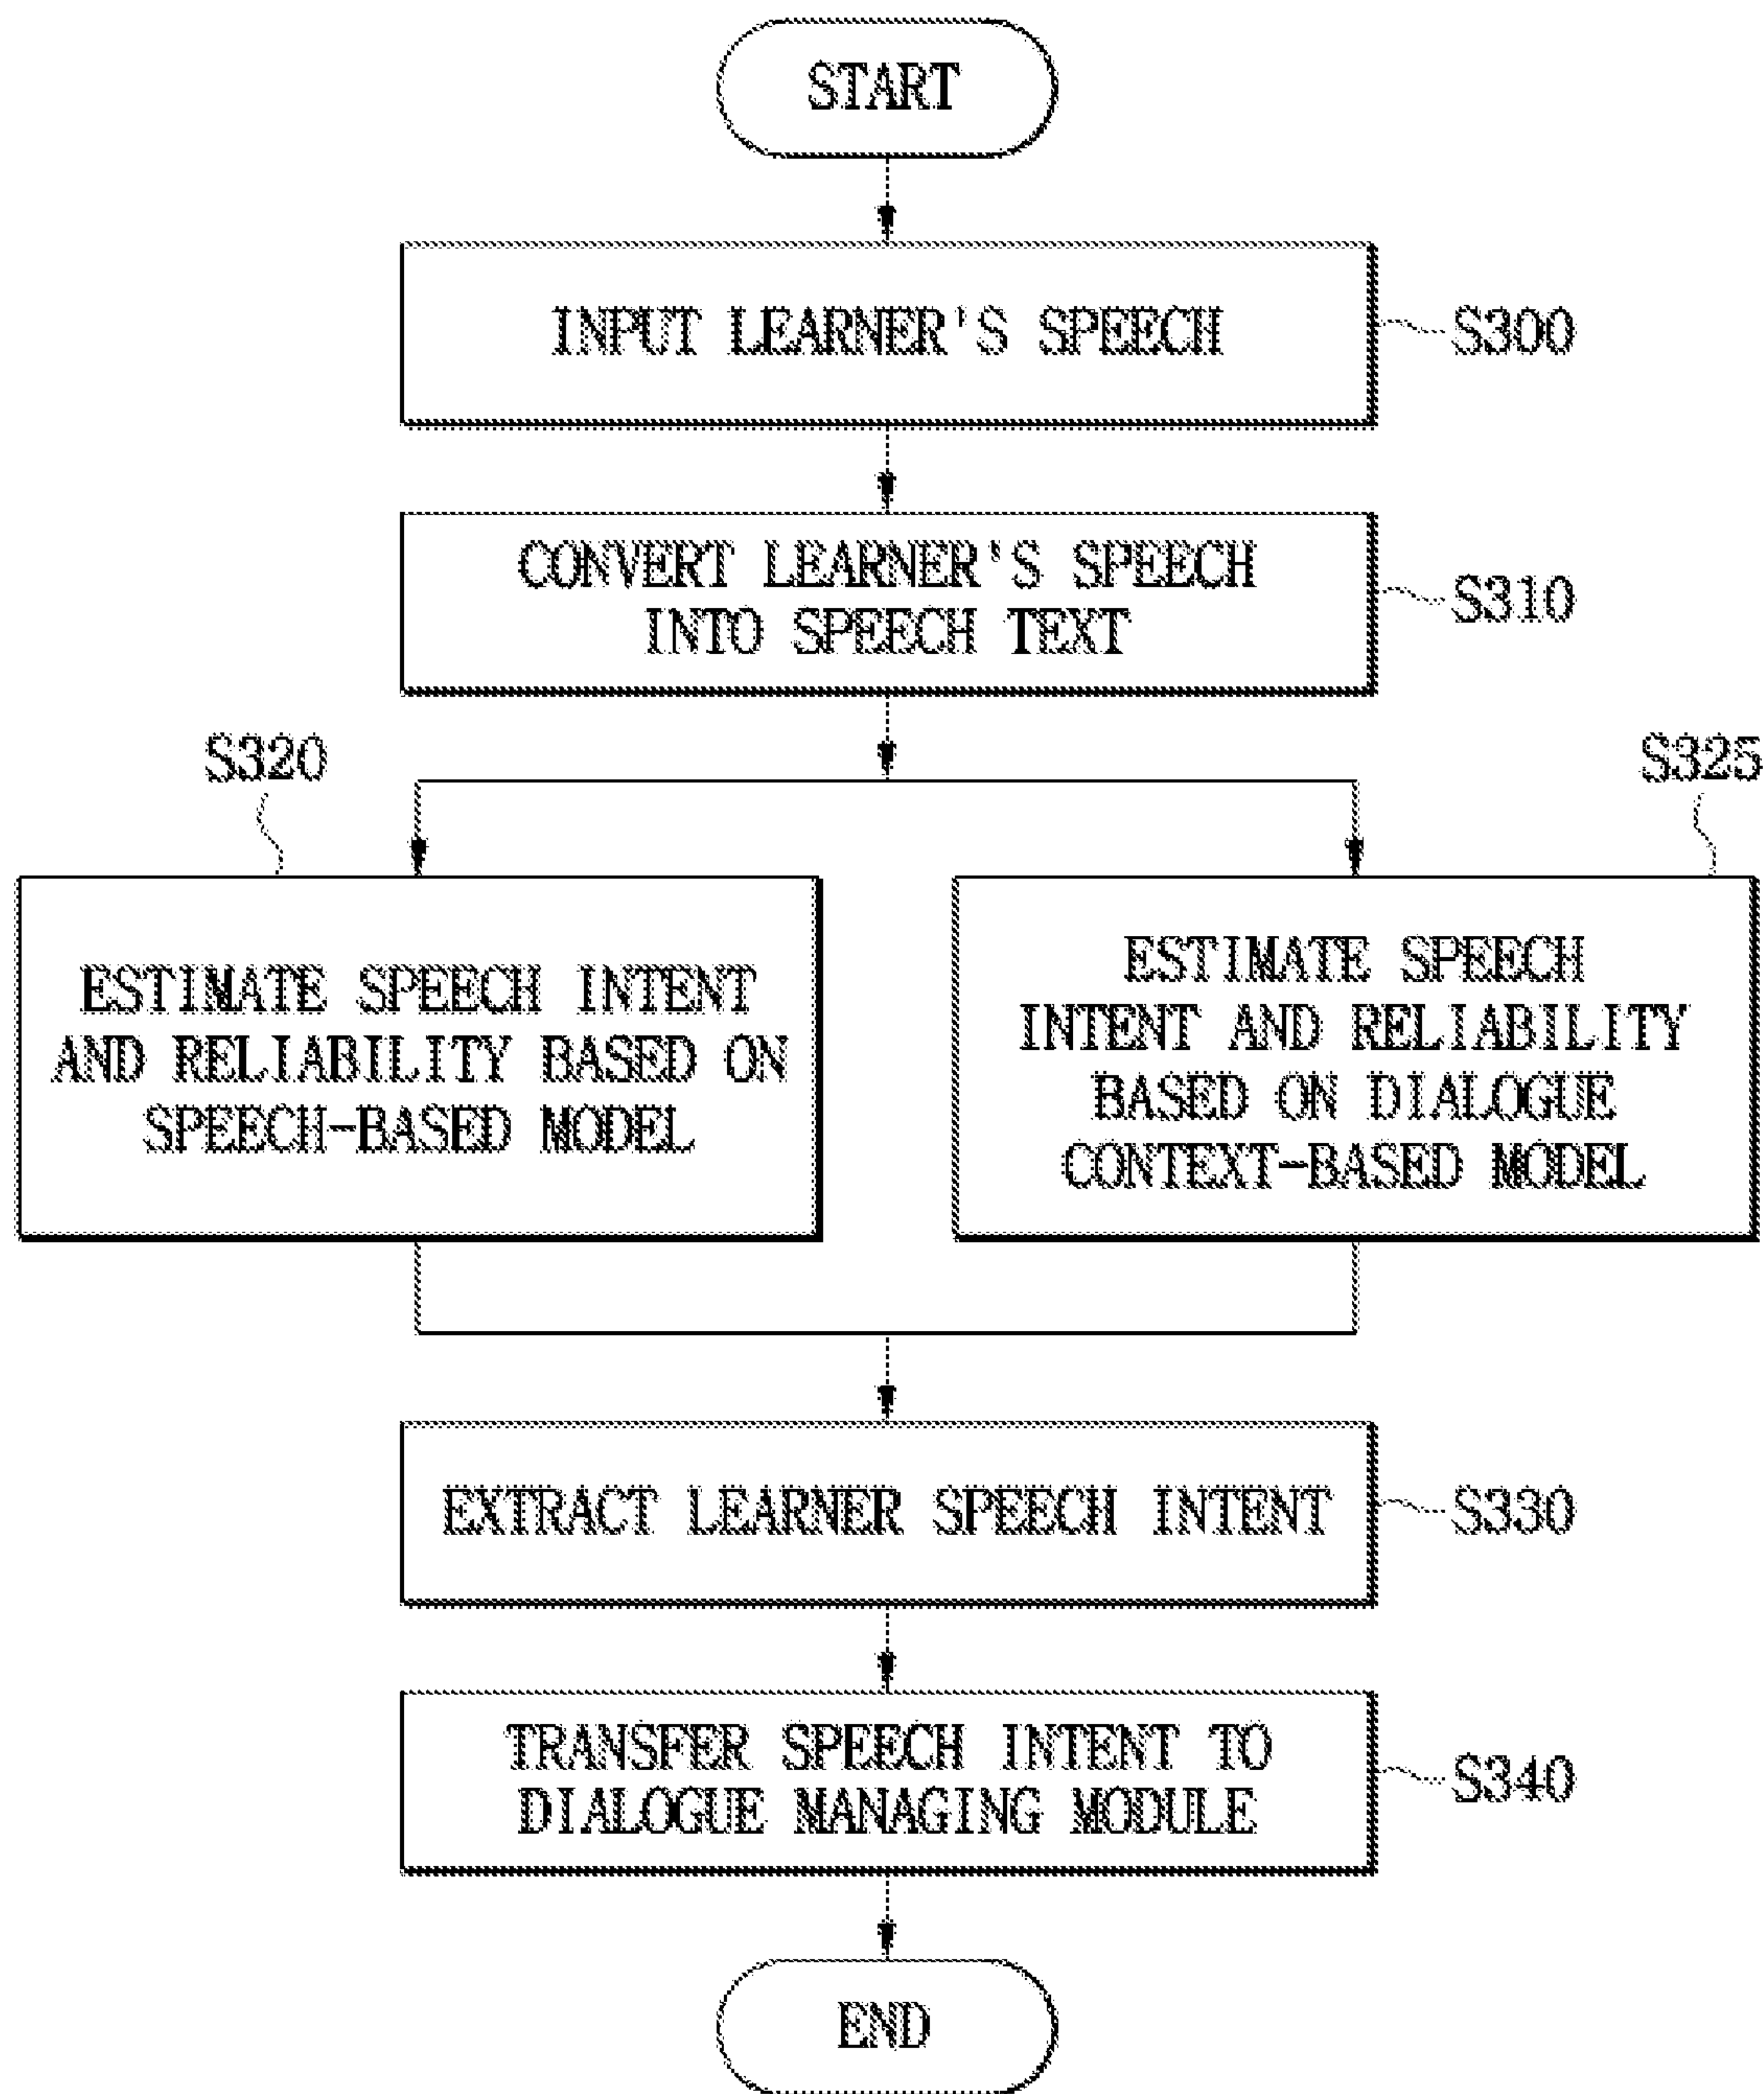 START
INPUT LEARNER'S SPEECH
S300
CONVERT LEARNER'S SPEECH
INTO SPEECH TEXT
S310
S320
ESTIMATE SPEECH INTENT
AND RELIABILITY BASED ON
SPEECH-BASED MODEL
S325
ESTIMATE SPEECH
INTENT AND RELIABILITY
BASED ON DIALOGUE
CONTEXT-BASED MODEL
EXTRACT LEARNER SPEECH INTENT
S330
TRANSFER SPEECH INTENT TO
DIALOGUE MANAGING MODULE
S340
END